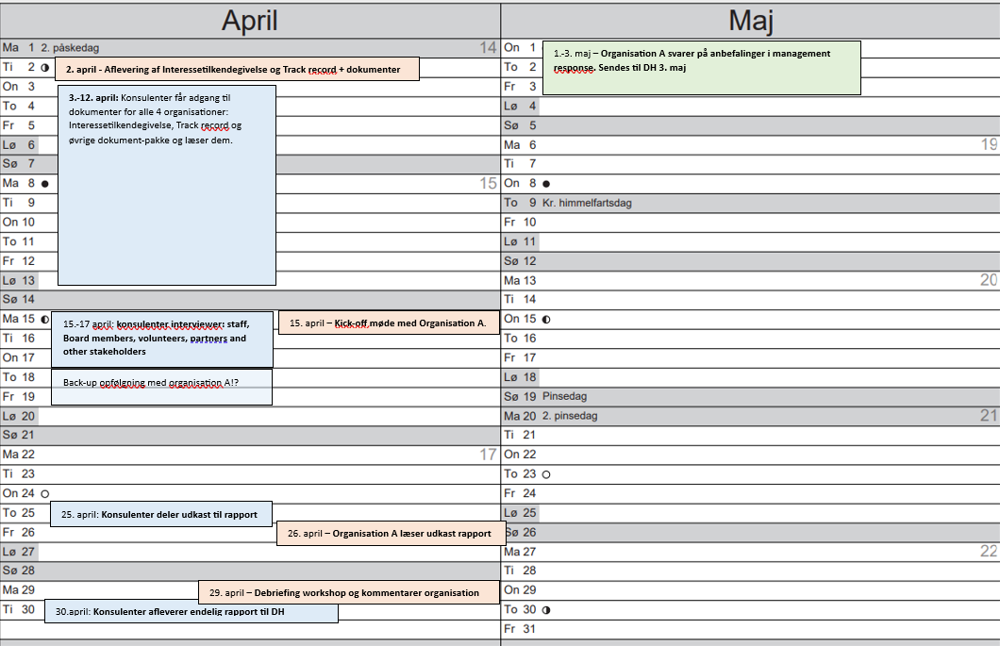 April
Ma 1 2. påskedag 14
Ti 2
2. april - Aflevering af Interessetilkendegivelse og Track record + dokumenter
On 3
3.-12. april: Konsulenter får adgang til
dokumenter for alle 4 organisationer:
Interessetilkendegivelse, Track record og
øvrige dokument-pakke og læser dem.
To 4
Fr 5
Lø 6
Sø 7
Ma 8 15
Ti 9
On 10
To 11
Fr 12
Lø 13
Sø 14
Ma 15
15.-17 april: konsulenter interviewer: staff,
Board members, volunteers, partners and
other stakeholders
15. april – Kick-off møde med Organisation A.
Ti 16
On 17
To 18
Back-up opfølgning med organisation A!?
Fr 19
Lø 20
Sø 21
Ma 22 17
Ti 23
On 24
To 25
25. april: Konsulenter deler udkast til rapport
Fr 26
26. april – Organisation A læser udkast rapport
Lø 27
Sø 28
Ma 29
29. april – Debriefing workshop og kommentarer organisation
Ti 30
30.april: Konsulenter afleverer endelig rapport til DH
Maj
On 1
1.-3. maj – Organisation A svarer på anbefalinger i management
response. Sendes til DH 3. maj
To 2
Fr 3
Lø 4
Sø 5
Ma 6 19
Ti 7
On 8
To 9 Kr. himmelfartsdag
Fr 10
Lø 11
Sø 12
Ma 13 20
Ti 14
On 15
To 16
Fr 17
Lø 18
Sø 19 Pinsedag
Ma 20 2. pinsedag 21
Ti 21
On 22
To 23
Fr 24
Lø 25
Sø 26
Ma 27 22
Ti 28
On 29
To 30
Fr 31